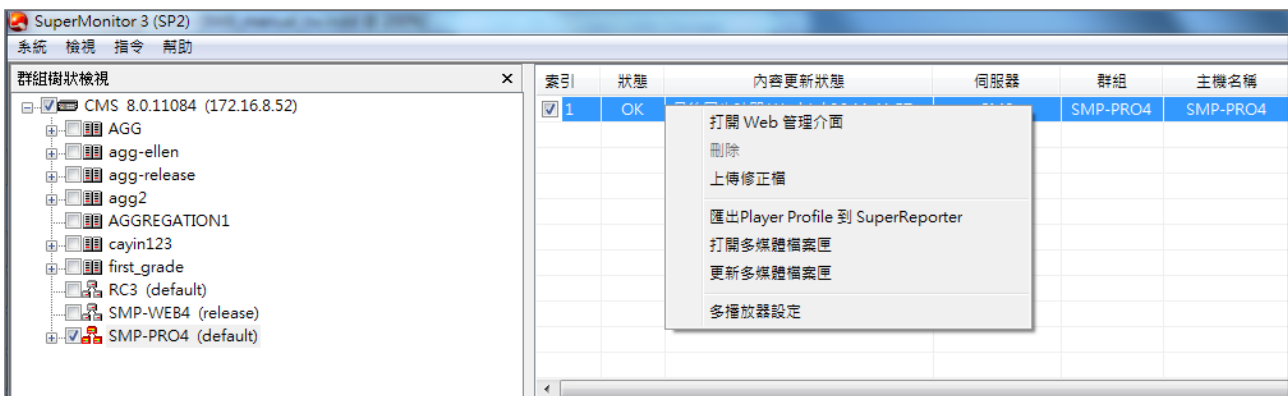 SuperMonitor 3 (SP2)
系統 檢視 指令 幫助
群組樹狀檢視 ×
CMS 8.0.11084 (172.16.8.52)
AGG
agg-ellen
agg-release
agg2
AGGREGATION1
cayin123
first_grade
RC3 (default)
SMP-WEB4 (release)
SMP-PRO4 (default)
索引 狀態 內容更新狀態 伺服器 群組 主機名稱
1 OK SMP-PRO4 SMP-PRO4
打開 Web 管理介面
刪除
上傳修正檔
匯出Player Profile 到 SuperReporter
打開多媒體檔案匣
更新多媒體檔案匣
多播放器設定